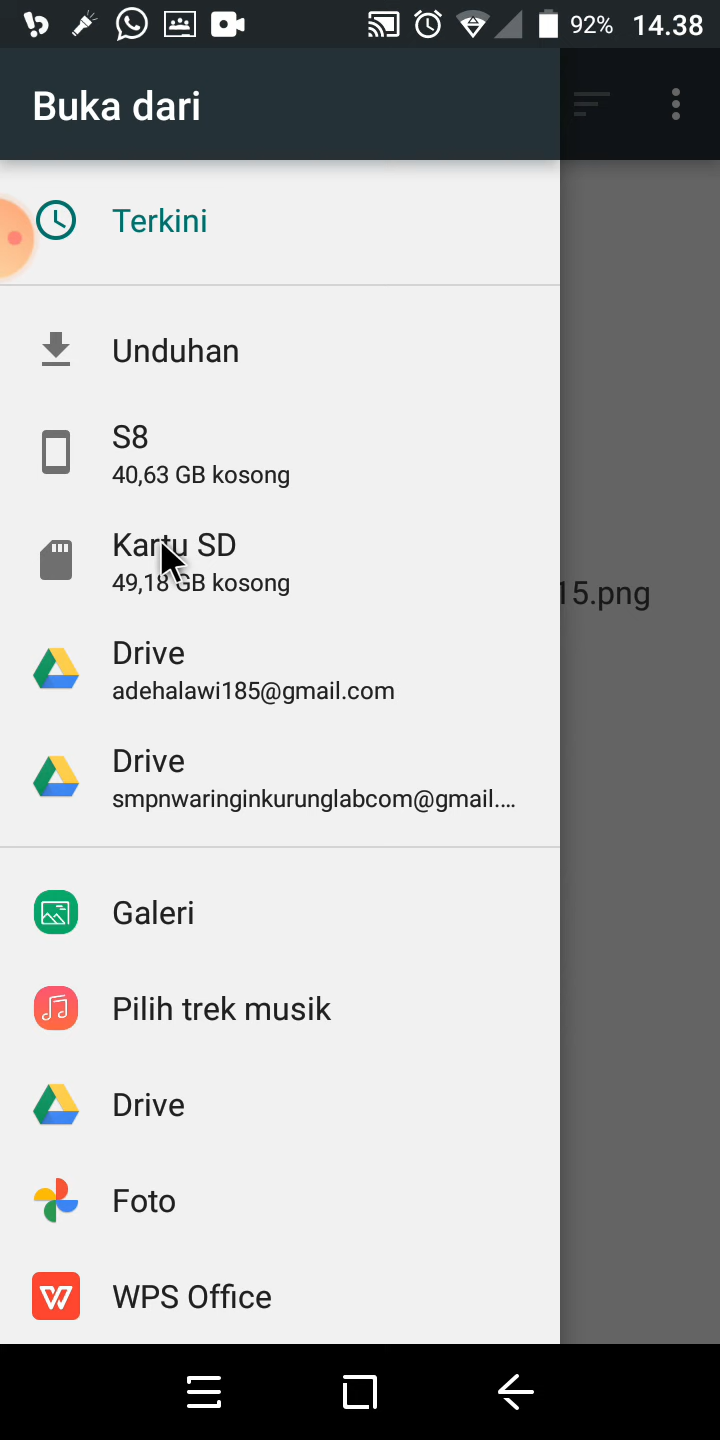 92% 14.38
Buka dari
Terkini
Unduhan
S8
40,63 GB kosong
Kartu SD
49,18 GB kosong
15.png
Drive
adehalawi185@gmail.com
Drive
smpnwaringinkurunglabcom@gmail....
Galeri
Pilih trek musik
Drive
Foto
WPS Office